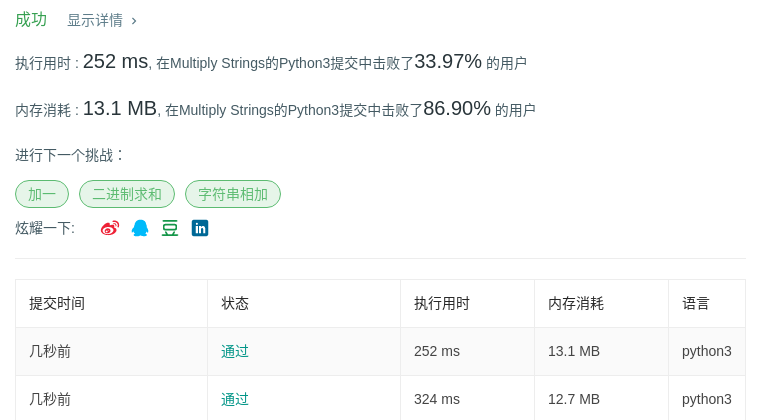 成功 显示详情 ›
执行用时 : 252 ms, 在Multiply Strings的Python3提交中击败了33.97% 的用户
内存消耗 : 13.1 MB, 在Multiply Strings的Python3提交中击败了86.90% 的用户
进行下一个挑战：
加一 二进制求和 字符串相加
炫耀一下: 豆 in
提交时间 状态 执行用时 内存消耗 语言
几秒前 通过 252 ms 13.1 MB python3
几秒前 通过 324 ms 12.7 MB python3